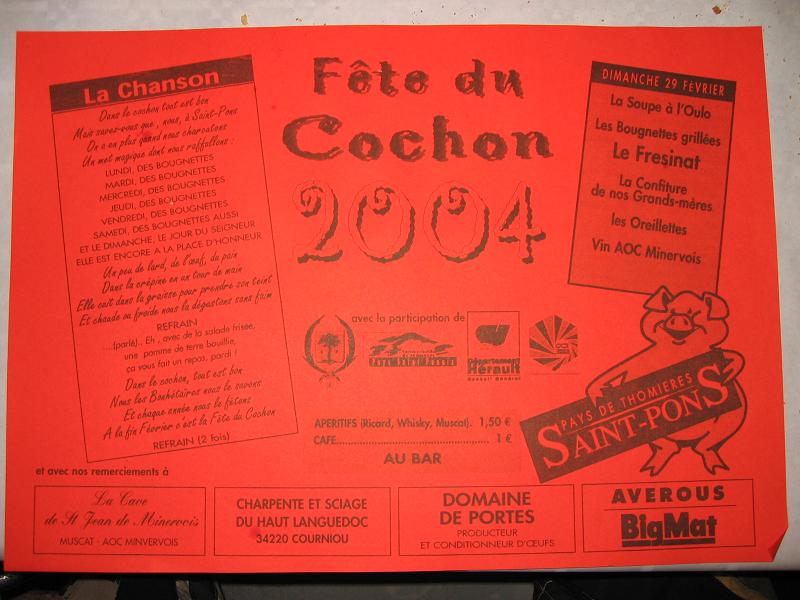 La Chanson
Dans le cochon tout est bon
Mais savez-vous que, nous, à Saint-Pons
On a en plus quand nous charcutons
Un met magique dont nous raffollons :
LUNDI, DES BOUGNETTES
MARDI, DES BOUGNETTES
MERCREDI, DES BOUGNETTES
JEUDI, DES BOUGNETTES
VENDREDI, DES BOUGNETTES
SAMEDI, DES BOUGNETTES AUSSI
ET LE DIMANCHE, LE JOUR DU SEIGNEUR
ELLE EST ENCORE A LA PLACE D'HONNEUR
Un peu de lard, de l'œuf, du pain
Dans la crépine en un tour de main
Elle cuit dans la graisse pour prendre son teint
Et chaude ou froide nous la dégustons sans faim
REFRAIN
...(parlé).. Eh, avec de la salade frisée,
une pomme de terre bouillie,
ça vous fait un repas, pardi !
Dans le cochon, tout est bon
Nous les Bonhétaires nous le savons
Et chaque année nous le fêtons
A la fin Février c'est la Fête du Cochon
REFRAIN (2 fois)
Fête du
Cochon
2004
DIMANCHE 29 FÉVRIER
La Soupe à l'Oulo
Les Bougnettes grillées
Le Fresinat
La Confiture
de nos Grands-mères
les Oreillettes
Vin AOC Minervois
avec la participation de
Pays Saint Ponais
Département
Hérault
Conseil Général
PAYS DE THOMIÈRES
SAINT-PONS
APERITIFS (Ricard, Whisky, Muscat). 1,50 €
CAFE............................................. 1 €
AU BAR
et avec nos remerciements à
La Cave
de St Jean de Minervois
MUSCAT - AOC MINVERVOIS
CHARPENTE ET SCIAGE
DU HAUT LANGUEDOC
34220 COURNIOU
DOMAINE
DE PORTES
PRODUCTEUR
ET CONDITIONNEUR D'ŒUFS
AVEROUS
BigMat